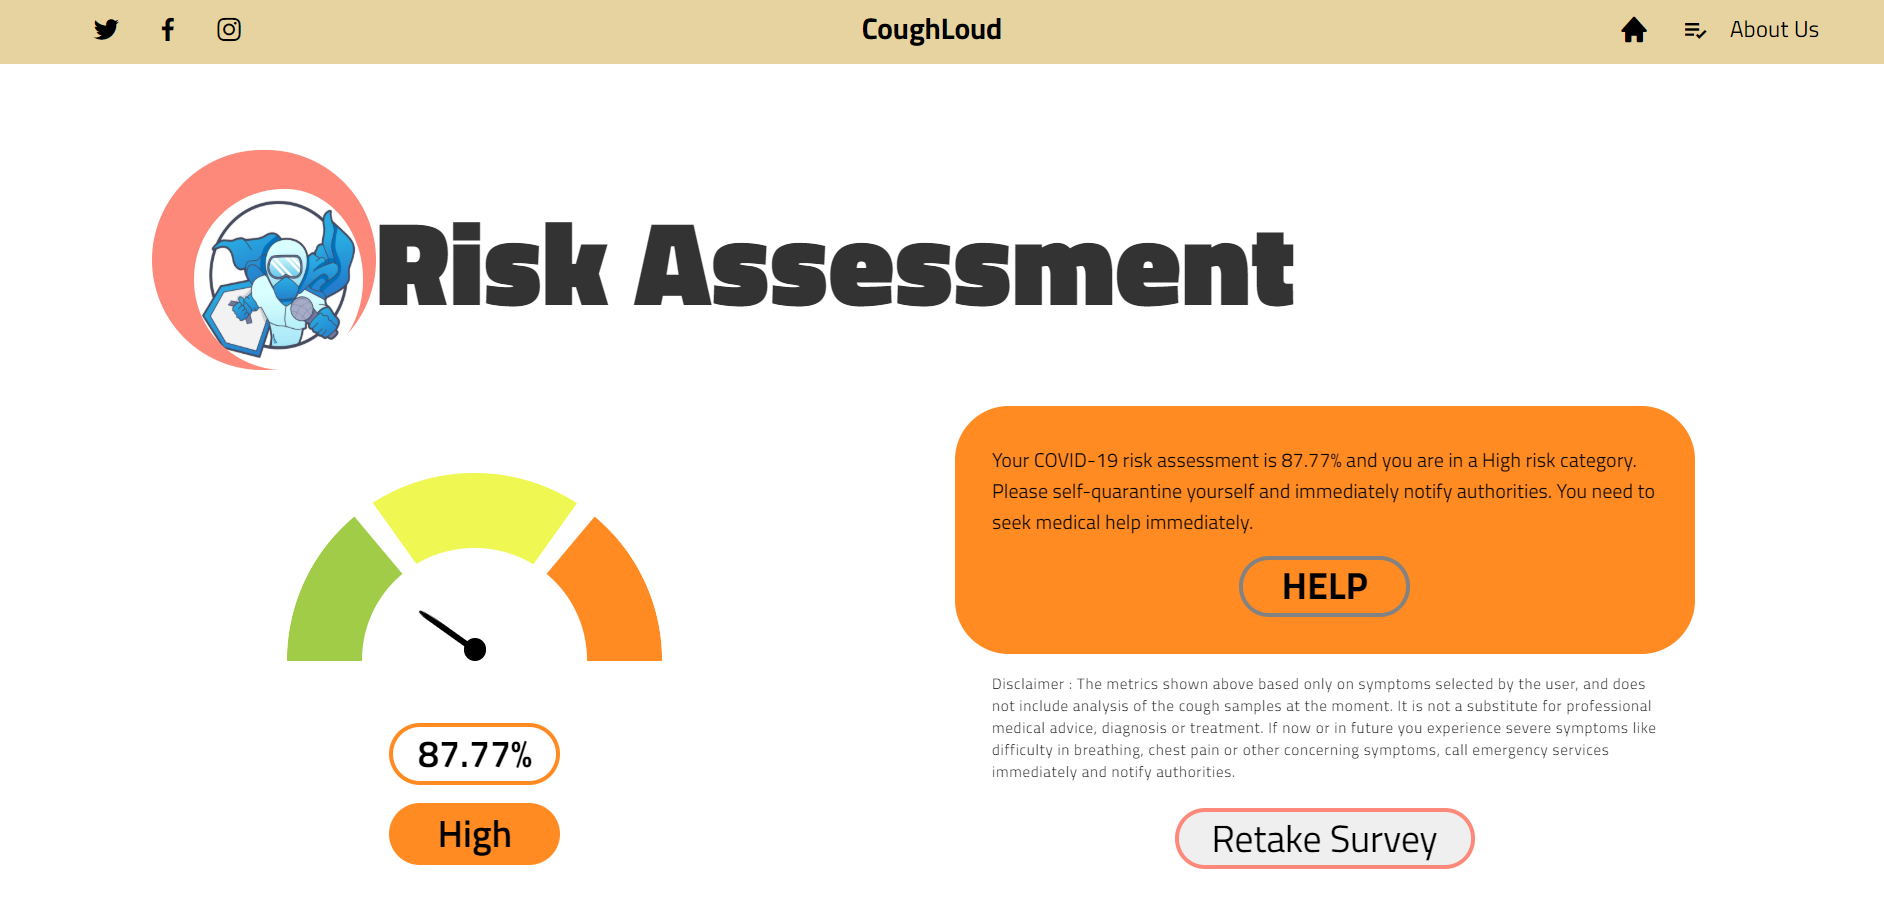 CoughLoud
About Us
Risk Assessment
87.77%
High
Your COVID-19 risk assessment is 87.77% and you are in a High risk category.
Please self-quarantine yourself and immediately notify authorities. You need to
seek medical help immediately.
HELP
Disclaimer : The metrics shown above based only on symptoms selected by the user, and does
not include analysis of the cough samples at the moment. It is not a substitute for professional
medical advice, diagnosis or treatment. If now or in future you experience severe symptoms like
difficulty in breathing, chest pain or other concerning symptoms, call emergency services
immediately and notify authorities.
Retake Survey